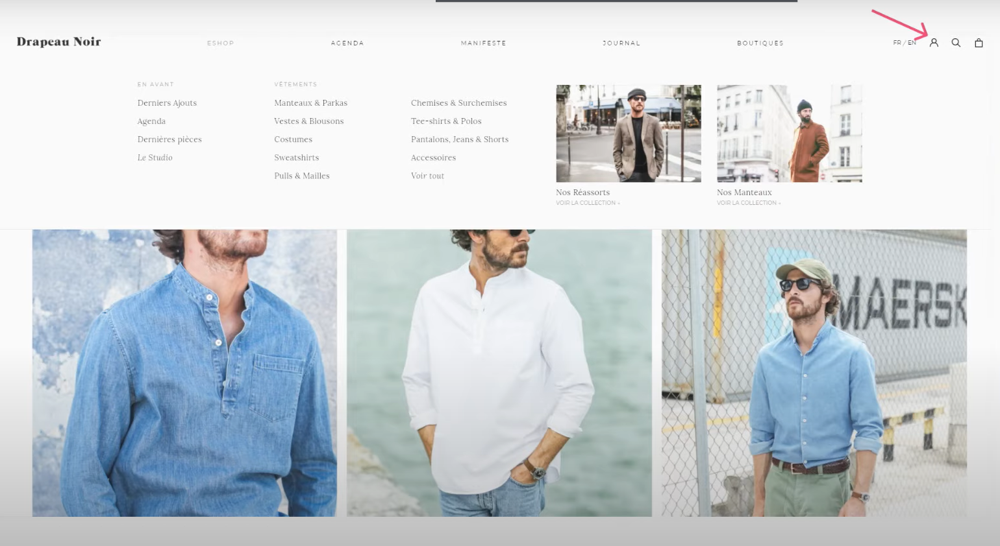 Drapeau Noir
ESHOP
AGENDA
MANIFESTE
JOURNAL
BOUTIQUES
FR / EN
EN AVANT
Derniers Ajouts
Agenda
Dernières pièces
Le Studio
VÊTEMENTS
Manteaux & Parkas
Vestes & Blousons
Costumes
Sweatshirts
Pulls & Mailles
Chemises & Surchemises
Tee-shirts & Polos
Pantalons, Jeans & Shorts
Accessoires
Voir tout
Nos Réassorts
VOIR LA COLLECTION +
Nos Manteaux
VOIR LA COLLECTION +
MAERSK